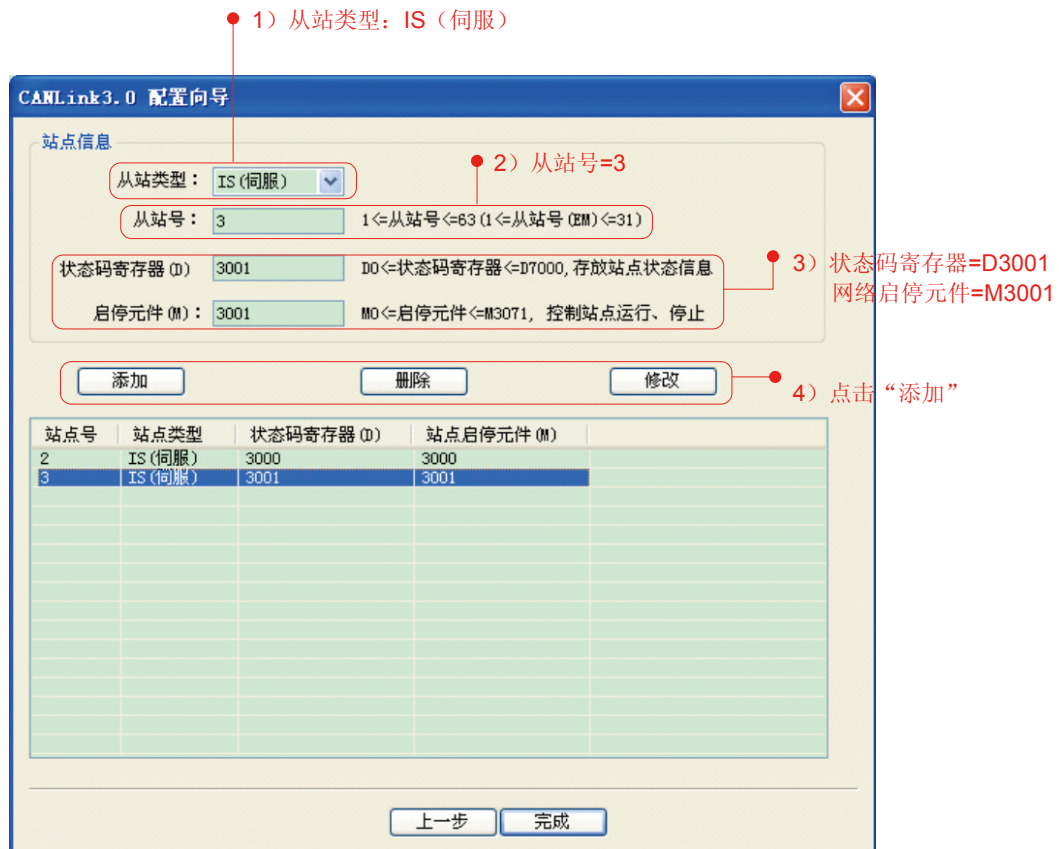 1）从站类型：IS（伺服）
CANLink3.0 配置向导
站点信息
从站类型： IS(伺服)
2）从站号=3
从站号： 3 1<=从站号<=63(1<=从站号(EM)<=31)
状态码寄存器(D) 3001 D0<=状态码寄存器<=D7000,存放站点状态信息
3）状态码寄存器=D3001
网络启停元件=M3001
启停元件(M)： 3001 M0<=启停元件<=M3071, 控制站点运行、停止
添加 删除 修改
4）点击“添加”
站点号 站点类型 状态码寄存器(D) 站点启停元件(M)
2 IS(伺服) 3000 3000
3 IS(伺服) 3001 3001
上一步 完成